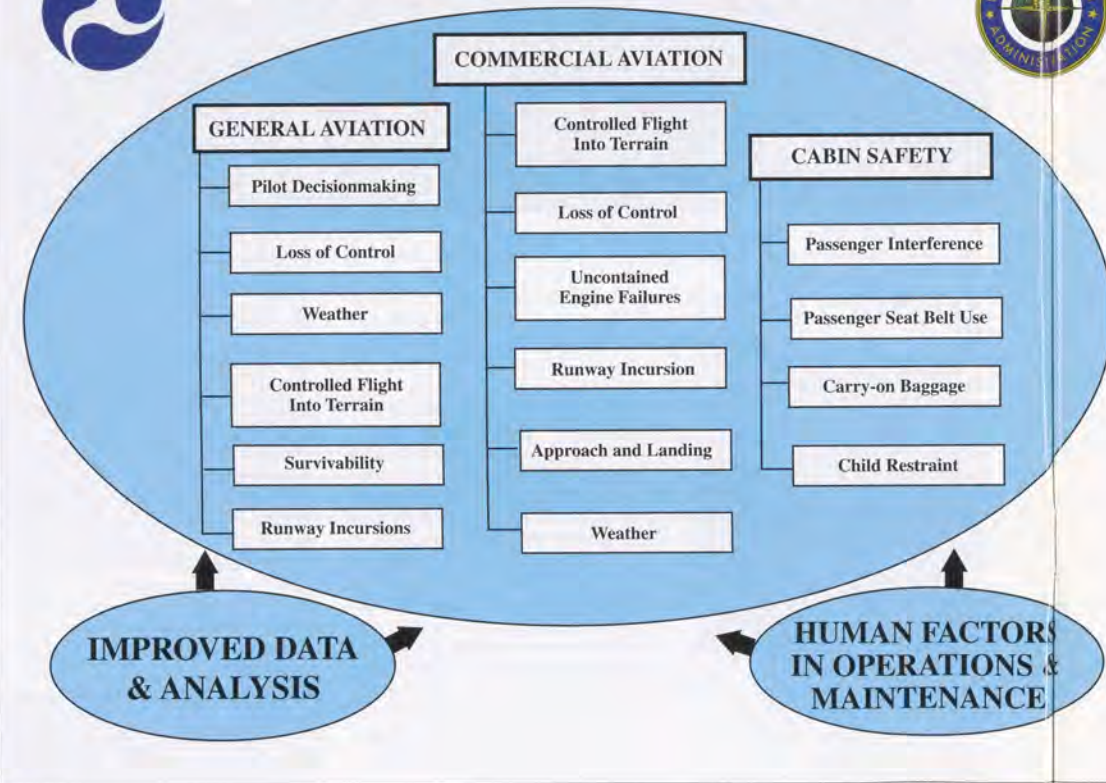 COMMERCIAL AVIATION
Controlled Flight
Into Terrain
Loss of Control
Uncontained
Engine Failures
Runway Incursion
Approach and Landing
Weather
GENERAL AVIATION
Pilot Decisionmaking
Loss of Control
Weather
Controlled Flight
Into Terrain
Survivability
Runway Incursions
CABIN SAFETY
Passenger Interference
Passenger Seat Belt Use
Carry-on Baggage
Child Restraint
IMPROVED DATA
& ANALYSIS
HUMAN FACTORS
IN OPERATIONS &
MAINTENANCE
ADMINISTRATION